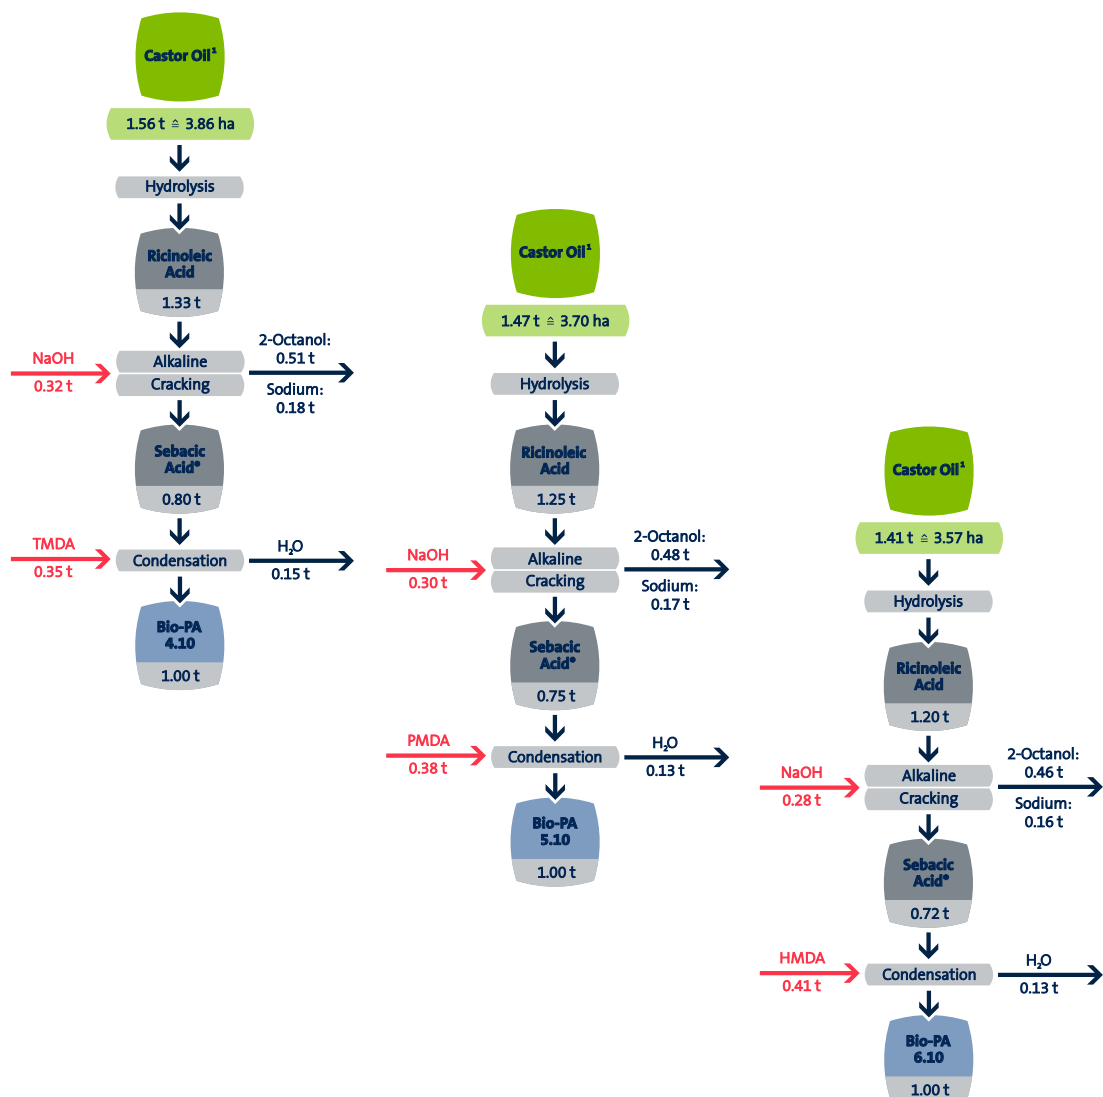 Castor Oil¹
1.56 t ≙ 3.86 ha
Hydrolysis
Ricinoleic
Acid
1.33 t
NaOH
0.32 t
Alkaline
Cracking
2-Octanol:
0.51 t
Sodium:
0.18 t
Sebacic
Acid•
0.80 t
TMDA
0.35 t
Condensation
H₂O
0.15 t
Bio-PA
4.10
1.00 t
Castor Oil¹
1.47 t ≙ 3.70 ha
Hydrolysis
Ricinoleic
Acid
1.25 t
NaOH
0.30 t
Alkaline
Cracking
2-Octanol:
0.48 t
Sodium:
0.17 t
Sebacic
Acid•
0.75 t
PMDA
0.38 t
Condensation
H₂O
0.13 t
Bio-PA
5.10
1.00 t
Castor Oil¹
1.41 t ≙ 3.57 ha
Hydrolysis
Ricinoleic
Acid
1.20 t
NaOH
0.28 t
Alkaline
Cracking
2-Octanol:
0.46 t
Sodium:
0.16 t
Sebacic
Acid•
0.72 t
HMDA
0.41 t
Condensation
H₂O
0.13 t
Bio-PA
6.10
1.00 t